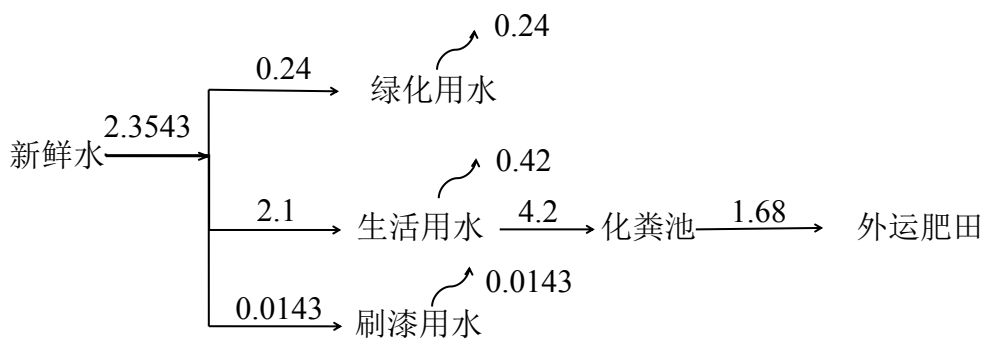 0.24
0.24
绿化用水
2.3543
新鲜水
0.42
2.1
生活用水
4.2
化粪池
1.68
外运肥田
0.0143
0.0143
刷漆用水